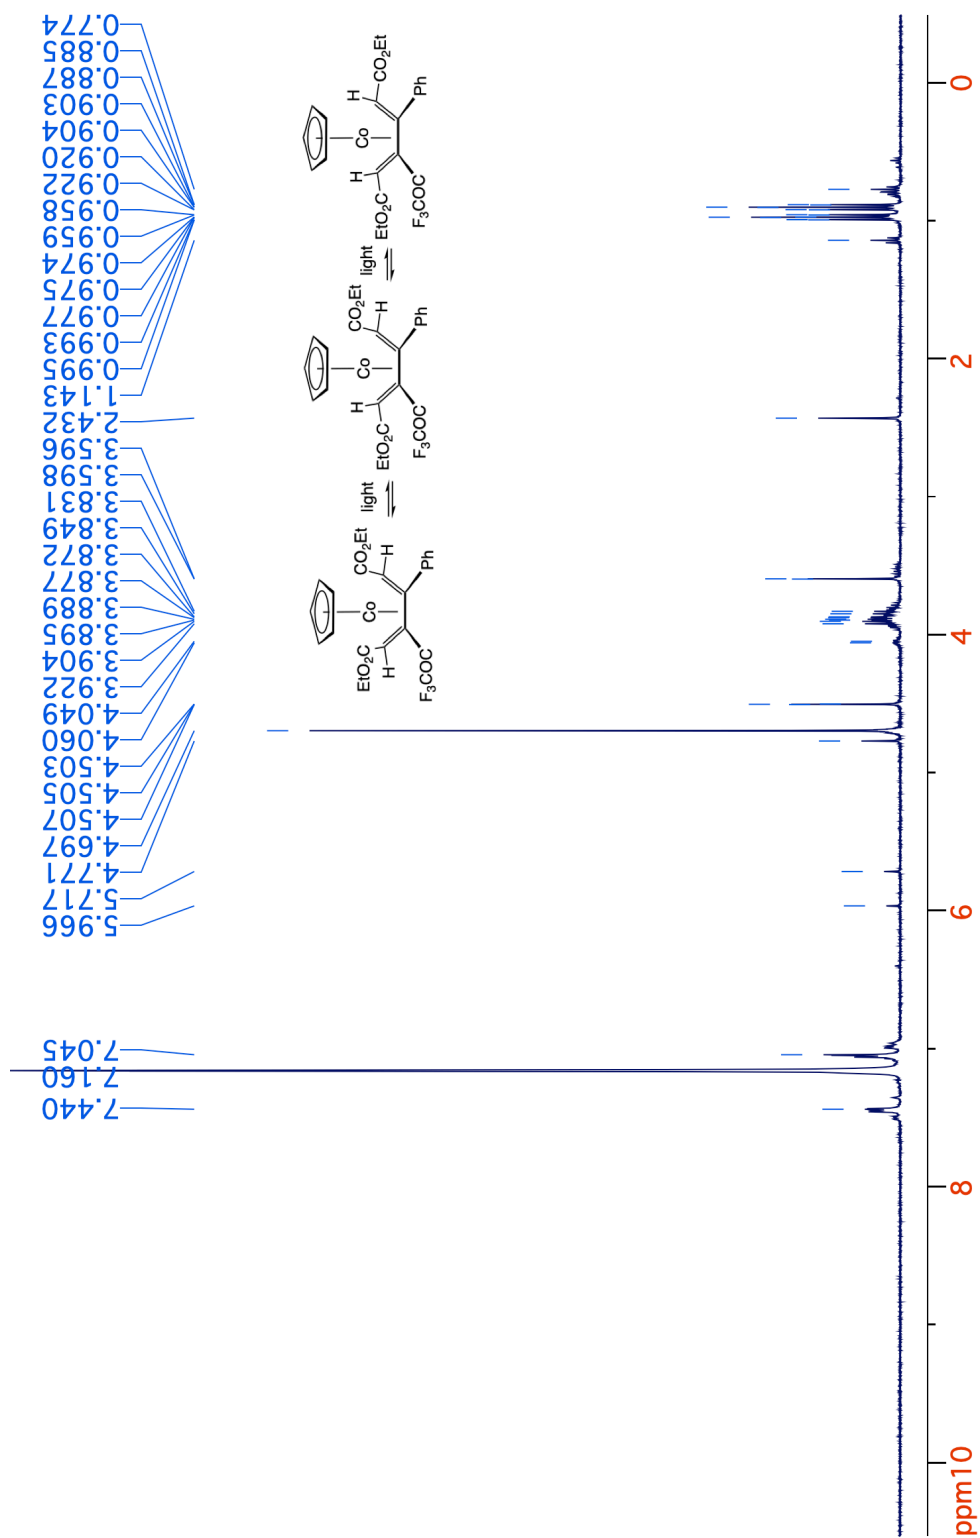 7.440
7.160
7.045
5.966
5.717
4.771
4.697
4.507
4.505
4.503
4.060
4.049
3.922
3.904
3.895
3.889
3.877
3.872
3.849
3.831
3.598
3.596
2.432
1.143
0.995
0.993
0.977
0.975
0.974
0.959
0.958
0.922
0.920
0.904
0.903
0.887
0.885
0.774
EtO2C
H
Co
CO2Et
H
F3COC
Ph
light
H
EtO2C
Co
CO2Et
H
F3COC
Ph
light
H
EtO2C
Co
H
CO2Et
F3COC
Ph
ppm10
8
6
4
2
0